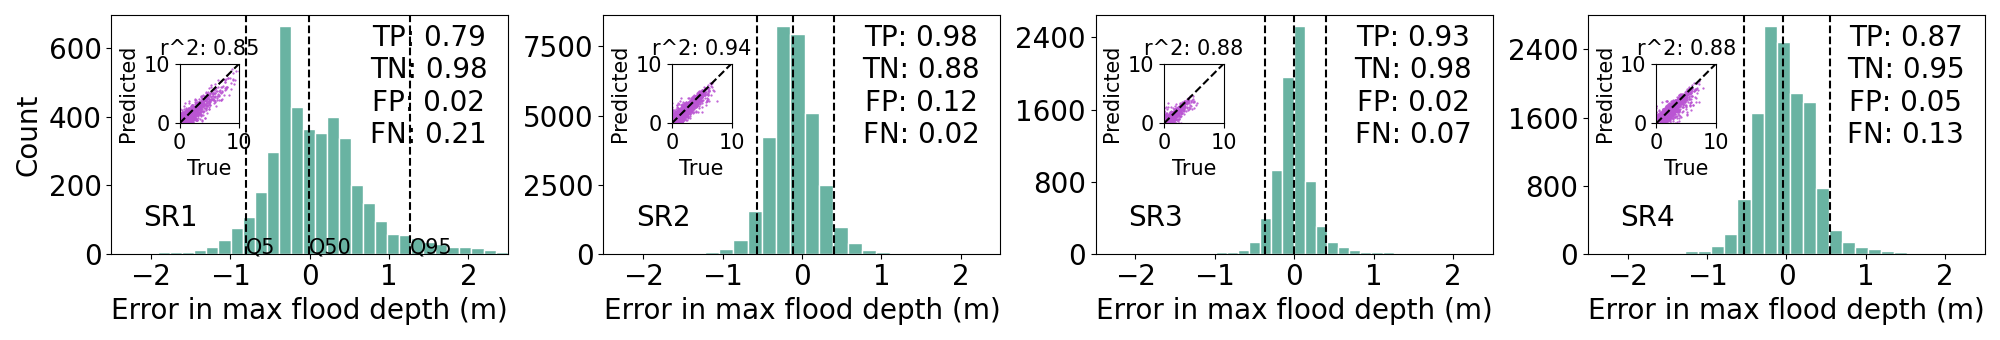 Count
600
400
200
0
r^2: 0.85
Predicted
10
0
0
10
True
TP: 0.79
TN: 0.98
FP: 0.02
FN: 0.21
SR1
Q5
Q50
Q95
−2
−1
0
1
2
Error in max flood depth (m)
7500
5000
2500
0
r^2: 0.94
Predicted
10
0
0
10
True
TP: 0.98
TN: 0.88
FP: 0.12
FN: 0.02
SR2
−2
−1
0
1
2
Error in max flood depth (m)
2400
1600
800
0
r^2: 0.88
Predicted
10
0
0
10
True
TP: 0.93
TN: 0.98
FP: 0.02
FN: 0.07
SR3
−2
−1
0
1
2
Error in max flood depth (m)
2400
1600
800
0
r^2: 0.88
Predicted
10
0
0
10
True
TP: 0.87
TN: 0.95
FP: 0.05
FN: 0.13
SR4
−2
−1
0
1
2
Error in max flood depth (m)